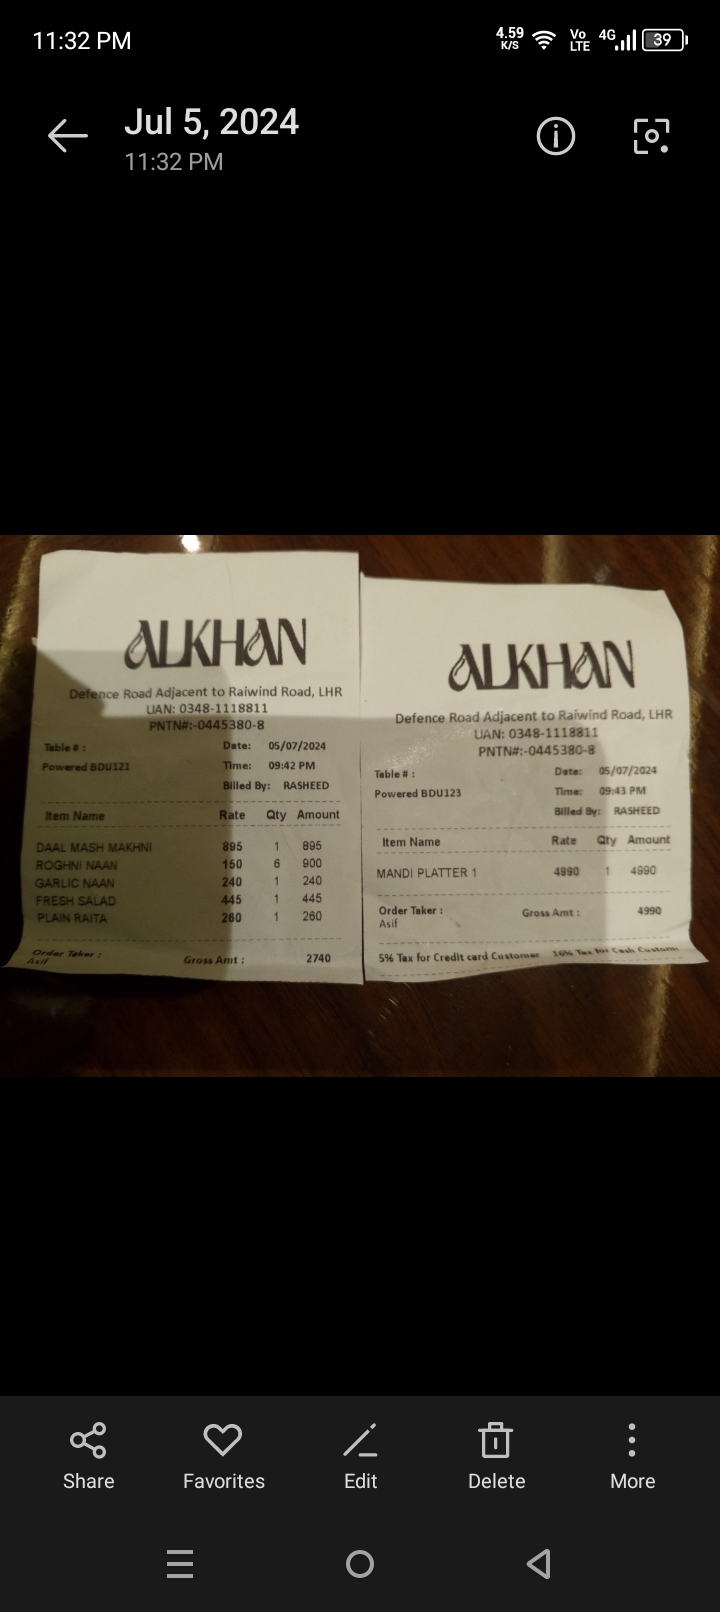 11:32 PM
4.59 K/S
Vo LTE
4G
39
Jul 5, 2024
11:32 PM
ALKHAN
Defence Road Adjacent to Raiwind Road, LHR
UAN: 0348-1118811
PNTN#:-0445380-8
Table # : Date: 05/07/2024
Powered BDU121 Time: 09:42 PM
Billed By: RASHEED
Item Name Rate Qty Amount
DAAL MASH MAKHNI 895 1 895
ROGHNI NAAN 150 6 900
GARLIC NAAN 240 1 240
FRESH SALAD 445 1 445
PLAIN RAITA 260 1 260
Order Taker :
Asif Gross Amt : 2740
ALKHAN
Defence Road Adjacent to Raiwind Road, LHR
UAN: 0348-1118811
PNTN#:-0445380-8
Table # : Date: 05/07/2024
Powered BDU123 Time: 09:43 PM
Billed By: RASHEED
Item Name Rate Qty Amount
MANDI PLATTER 1 4990 1 4990
Order Taker : Gross Amt : 4990
Asif
5% Tax for Credit card Customer 16% Tax for Cash Custom
Share
Favorites
Edit
Delete
More